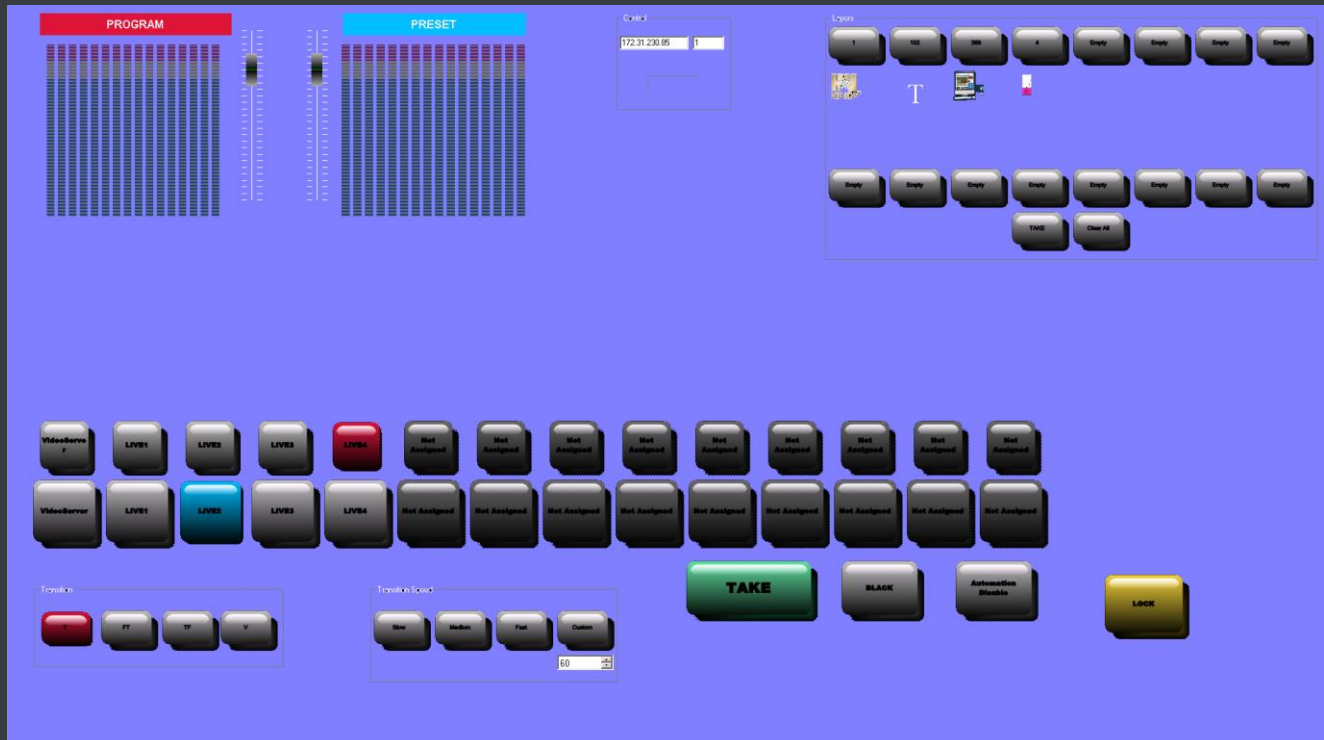 PROGRAM
PRESET
Control
172.31.230.85
1
Layers
1
102
4
Empty
Empty
Empty
Empty
T
Empty
Empty
Empty
Empty
Empty
Empty
Empty
Empty
TAKE
Clear All
VideoServe
r
LIVE1
LIVE2
LIVE3
LIVE4
Not
Assigned
Not
Assigned
Not
Assigned
Not
Assigned
Not
Assigned
Not
Assigned
Not
Assigned
Not
Assigned
Not
Assigned
VideoServer
LIVE1
LIVE2
LIVE3
LIVE4
Not Assigned
Not Assigned
Not Assigned
Not Assigned
Not Assigned
Not Assigned
Not Assigned
Not Assigned
Not Assigned
TAKE
BLACK
Automation
Disable
LOCK
Transition
FT
TF
V
Transition Speed
Slow
Medium
Fast
Custom
60